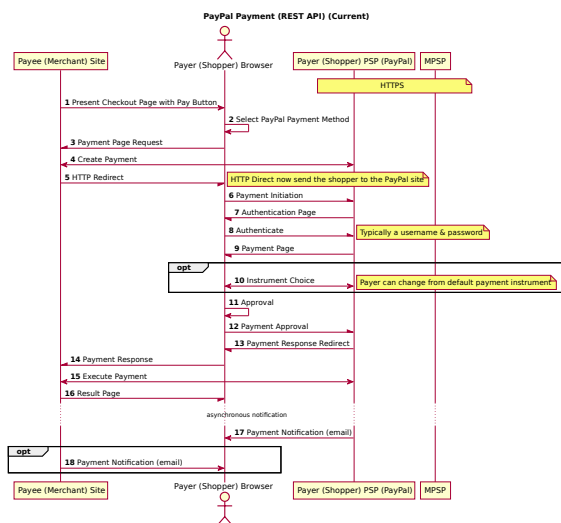 PayPal Payment (REST API) (Current)
Payee (Merchant) Site
Payer (Shopper) Browser
Payer (Shopper) PSP (PayPal)
MPSP
HTTPS
1 Present Checkout Page with Pay Button
2 Select PayPal Payment Method
3 Payment Page Request
4 Create Payment
5 HTTP Redirect
HTTP Direct now send the shopper to the PayPal site
6 Payment Initiation
7 Authentication Page
8 Authenticate
Typically a username & password
9 Payment Page
opt
10 Instrument Choice
Payer can change from default payment instrument
11 Approval
12 Payment Approval
13 Payment Response Redirect
14 Payment Response
15 Execute Payment
16 Result Page
asynchronous notification
17 Payment Notification (email)
opt
18 Payment Notification (email)
Payee (Merchant) Site
Payer (Shopper) Browser
Payer (Shopper) PSP (PayPal)
MPSP